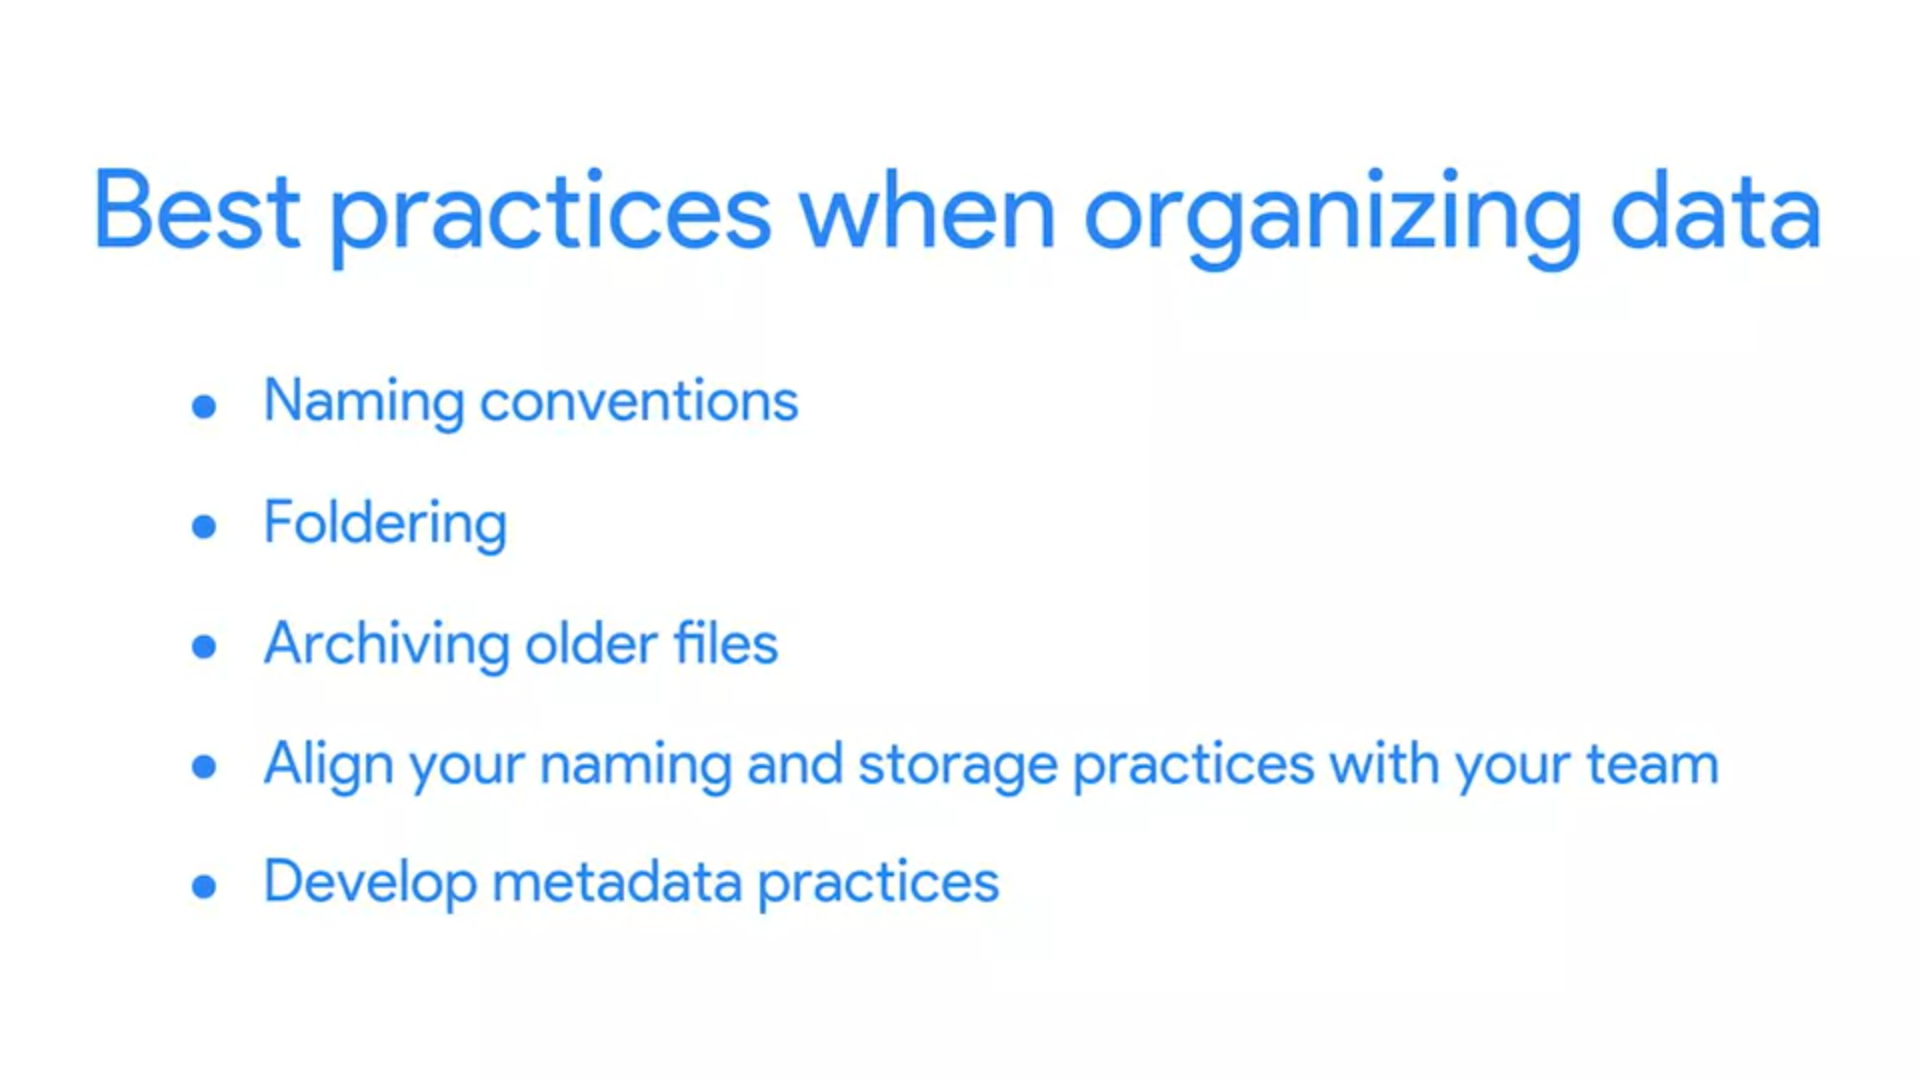 Best practices when organizing data
• Naming conventions
• Foldering
• Archiving older files
• Align your naming and storage practices with your team
• Develop metadata practices